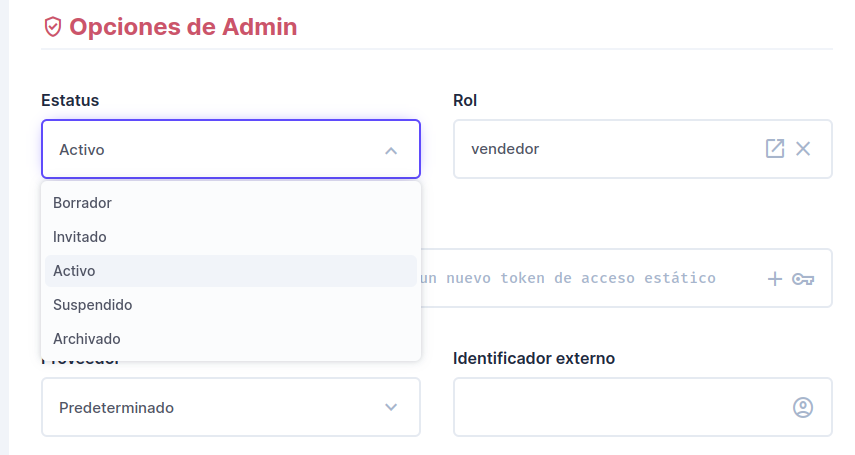 Opciones de Admin
Estatus
Rol
Activo
vendedor
Borrador
Invitado
Activo
un nuevo token de acceso estático
Suspendido
Archivado
Proveedor
Identificador externo
Predeterminado